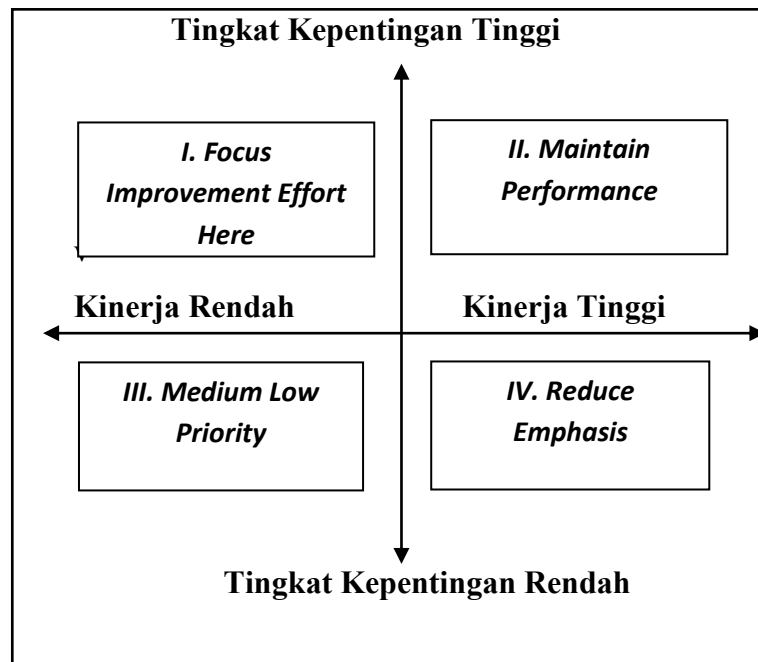 Tingkat Kepentingan Tinggi
I. Focus
Improvement Effort
Here
II. Maintain
Performance
Kinerja Rendah
Kinerja Tinggi
III. Medium Low
Priority
IV. Reduce
Emphasis
Tingkat Kepentingan Rendah